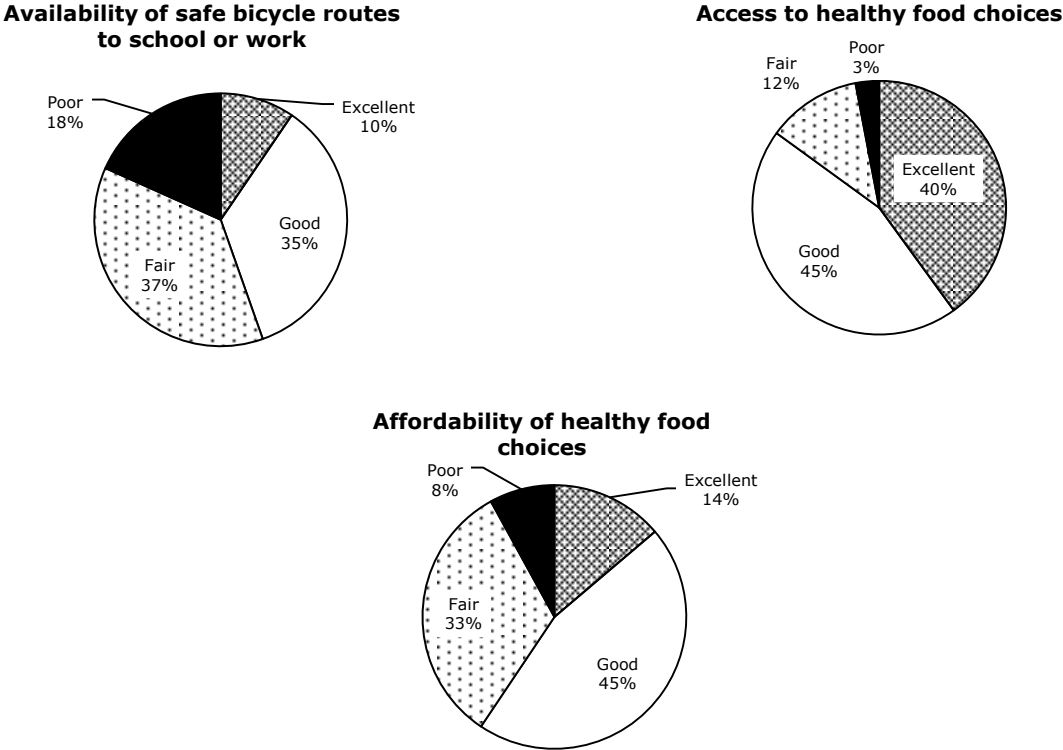 Availability of safe bicycle routes
to school or work
Poor
18%
Excellent
10%
Good
35%
Fair
37%
Access to healthy food choices
Poor
3%
Fair
12%
Excellent
40%
Good
45%
Affordability of healthy food
choices
Poor
8%
Excellent
14%
Fair
33%
Good
45%